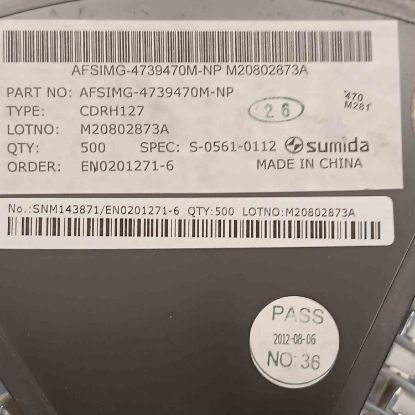 AFSIMG-4739470M-NP M20802873A
PART NO: AFSIMG-4739470M-NP
TYPE: CDRH127
26
470
M281
LOTNO: M20802873A
QTY: 500 SPEC: S-0561-0112 sumida
ORDER: EN0201271-6 MADE IN CHINA
No.:SNM143871/EN0201271-6 QTY:500 LOTNO:M20802873A
PASS
2012-08-06
NO:36